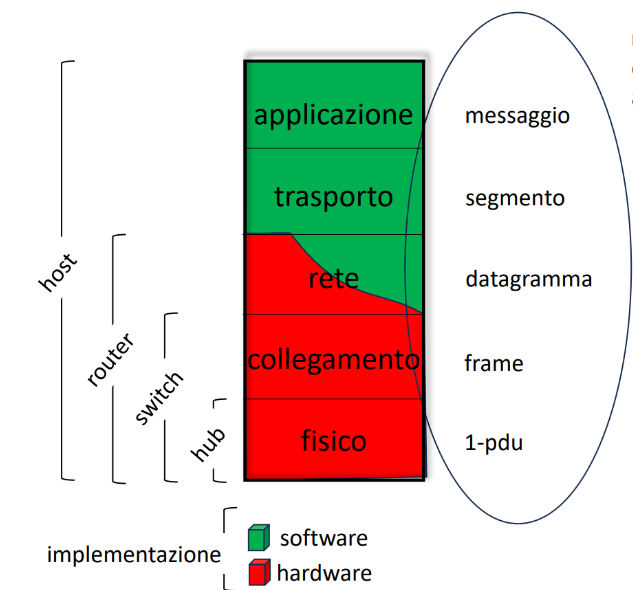 applicazione messaggio
trasporto segmento
rete datagramma
collegamento frame
fisico 1-pdu
host
router
switch
hub
implementazione
software
hardware